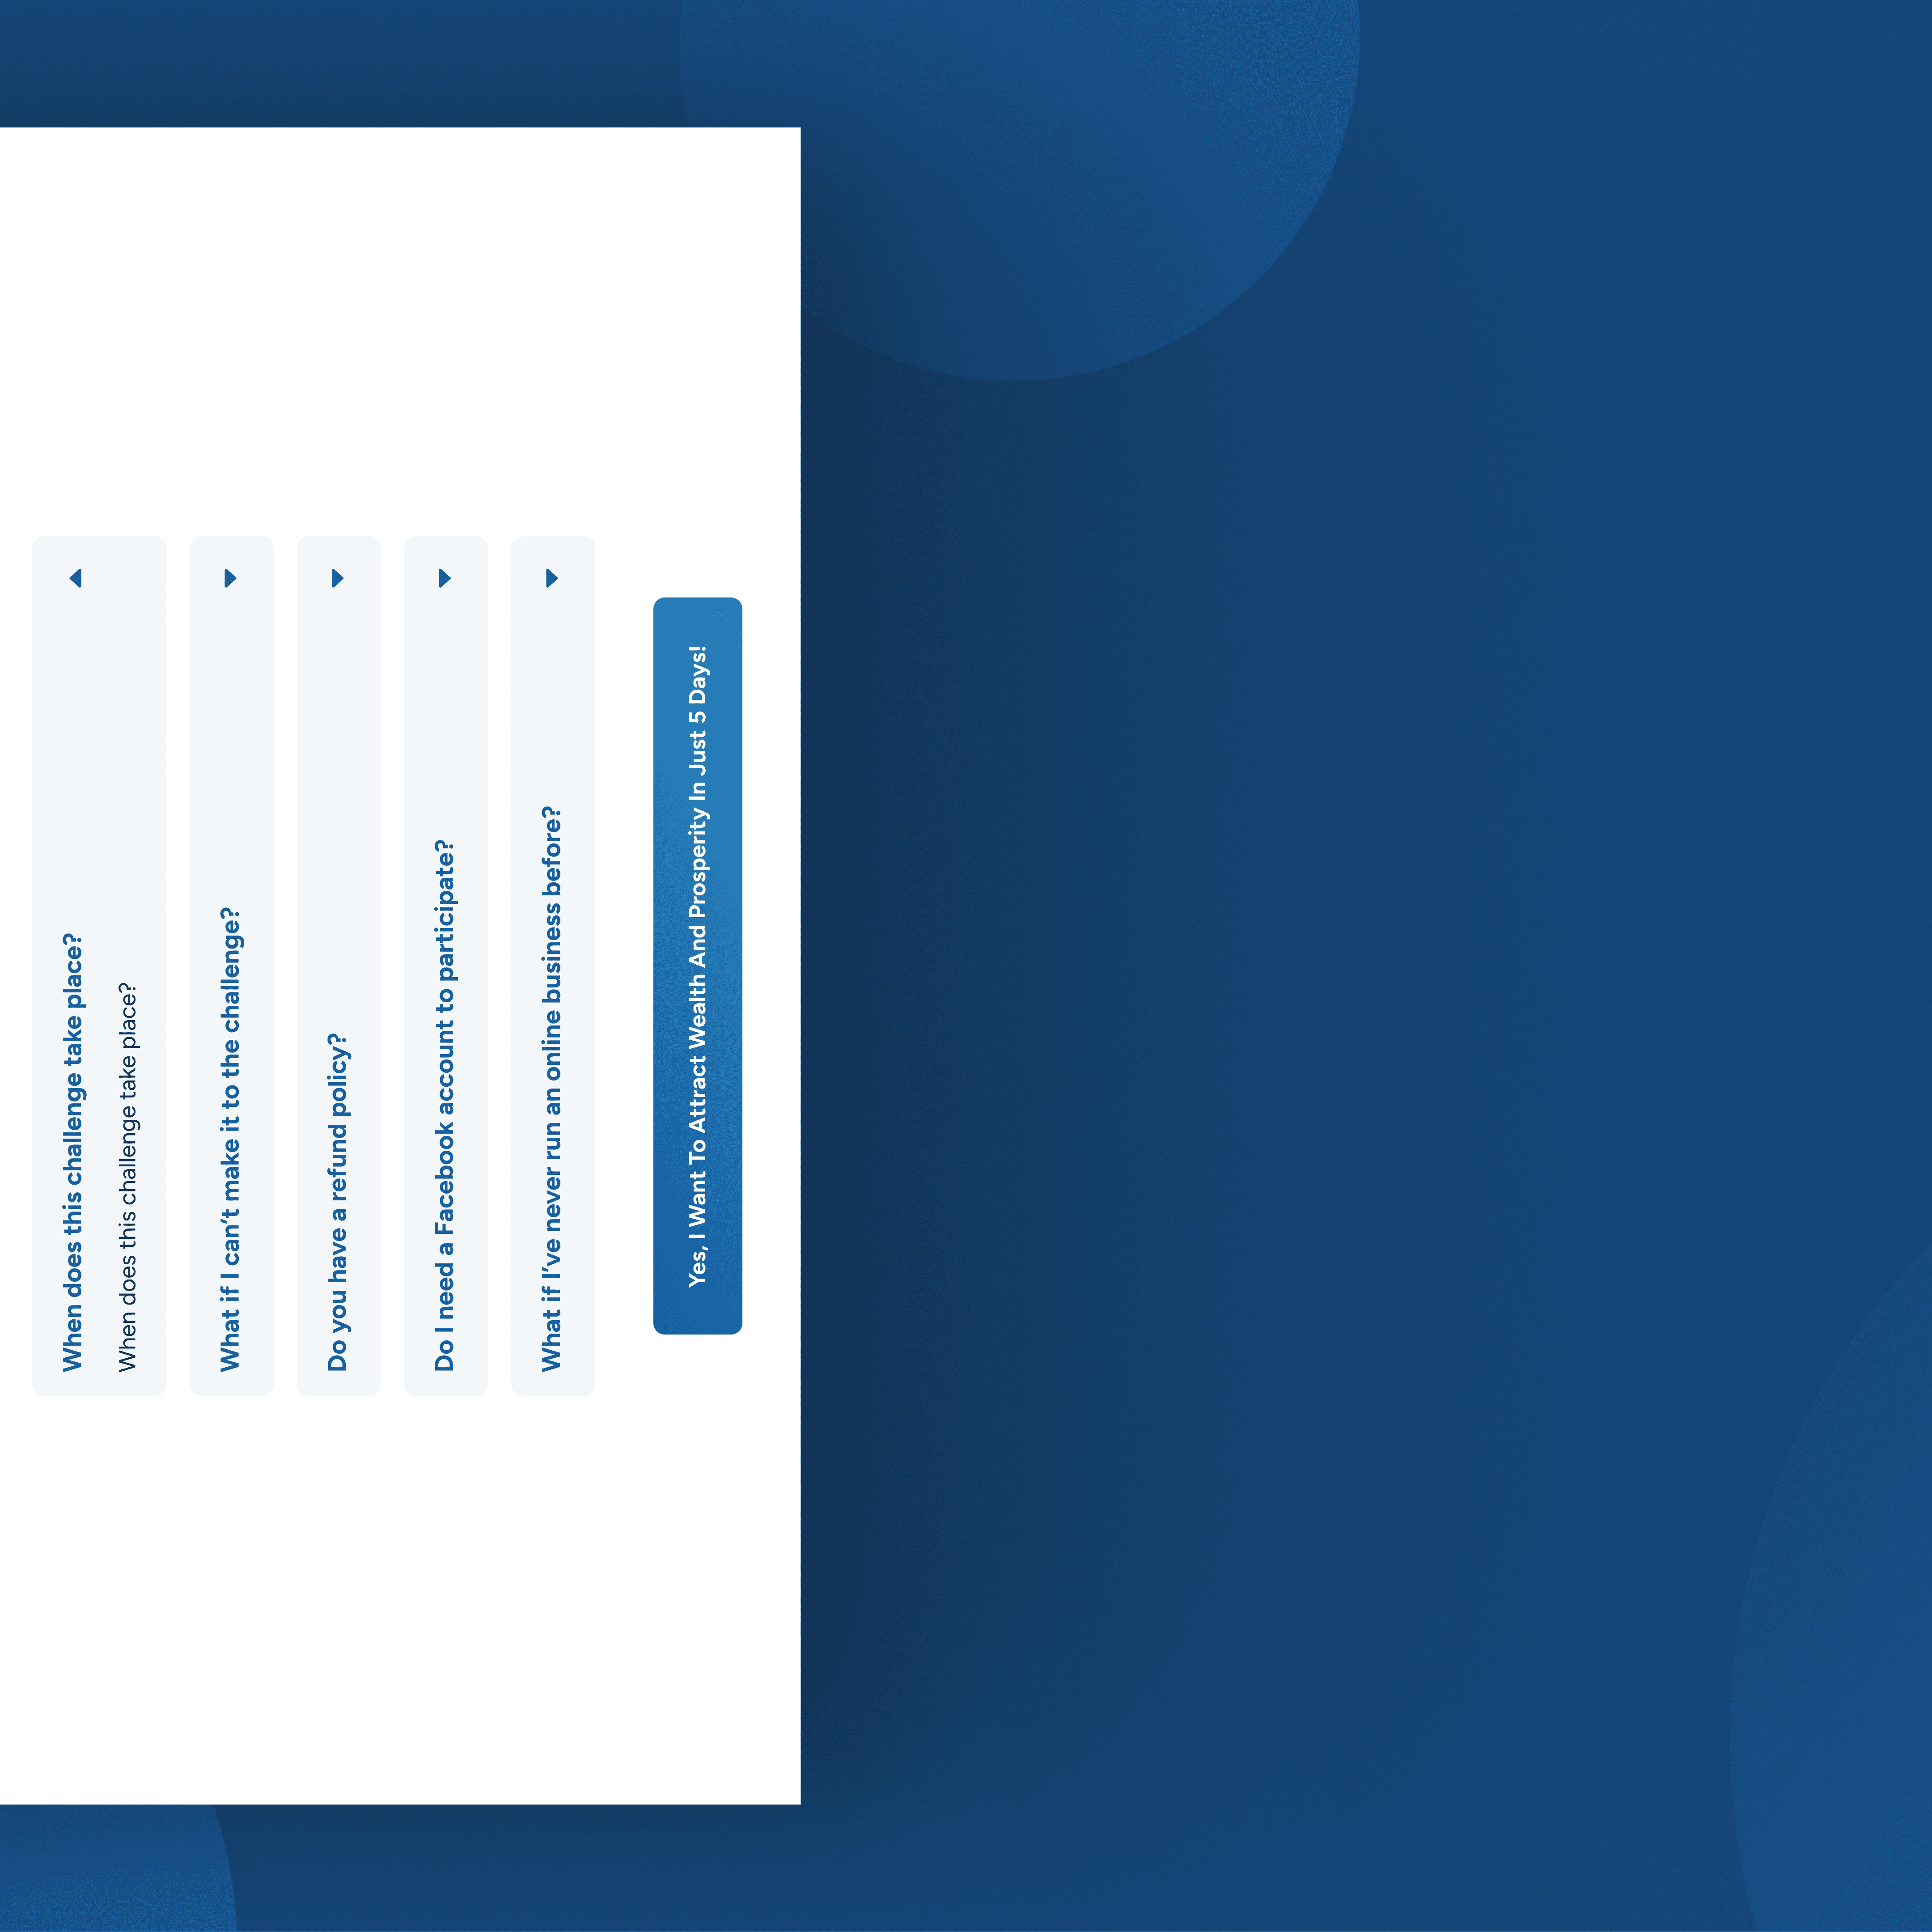 When does this challenge take place?
When does this challenge take place?
What if I can't make it to the challenge?
Do you have a refund policy?
Do I need a Facebook account to participate?
What if I've never run an online business before?
Yes, I Want To Attract Wealth And Prosperity In Just 5 Days!